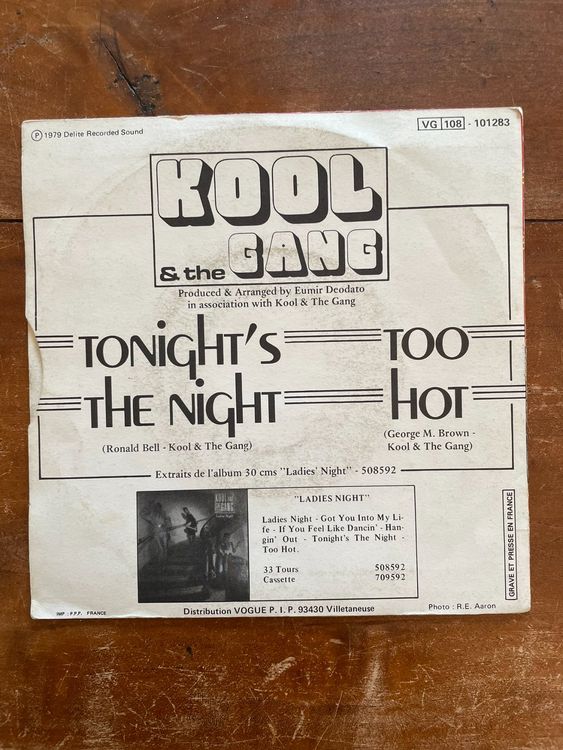 Ⓟ 1979 Delite Recorded Sound
VG 108 - 101283
KOOL
& the GANG
Produced & Arranged by Eumir Deodato
in association with Kool & The Gang
TONIGHT'S
THE NIGHT
(Ronald Bell - Kool & The Gang)
TOO
HOT
(George M. Brown -
Kool & The Gang)
Extraits de l'album 30 cms "Ladies' Night" - 508592
KOOL
GANG
"LADIES NIGHT"
Ladies Night - Got You Into My Li-
fe - If You Feel Like Dancin' - Han-
gin' Out - Tonight's The Night -
Too Hot.
33 Tours 508592
Cassette 709592
GRAVE ET PRESSE EN FRANCE
IMP : P.P.P. FRANCE
Distribution VOGUE P. I. P. 93430 Villetaneuse
Photo : R.E. Aaron